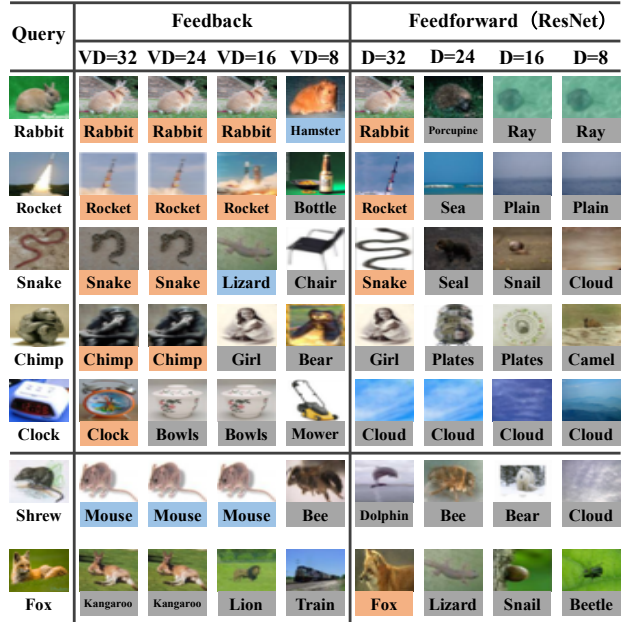 Query Feedback Feedforward (ResNet)
VD=32 VD=24 VD=16 VD=8 D=32 D=24 D=16 D=8
Rabbit Rabbit Rabbit Rabbit Hamster Rabbit Porcupine Ray Ray
Rocket Rocket Rocket Rocket Bottle Rocket Sea Plain Plain
Snake Snake Snake Lizard Chair Snake Seal Snail Cloud
Chimp Chimp Chimp Girl Bear Girl Plates Plates Camel
Clock Clock Bowls Bowls Mower Cloud Cloud Cloud Cloud
Shrew Mouse Mouse Mouse Bee Dolphin Bee Bear Cloud
Fox Kangaroo Kangaroo Lion Train Fox Lizard Snail Beetle